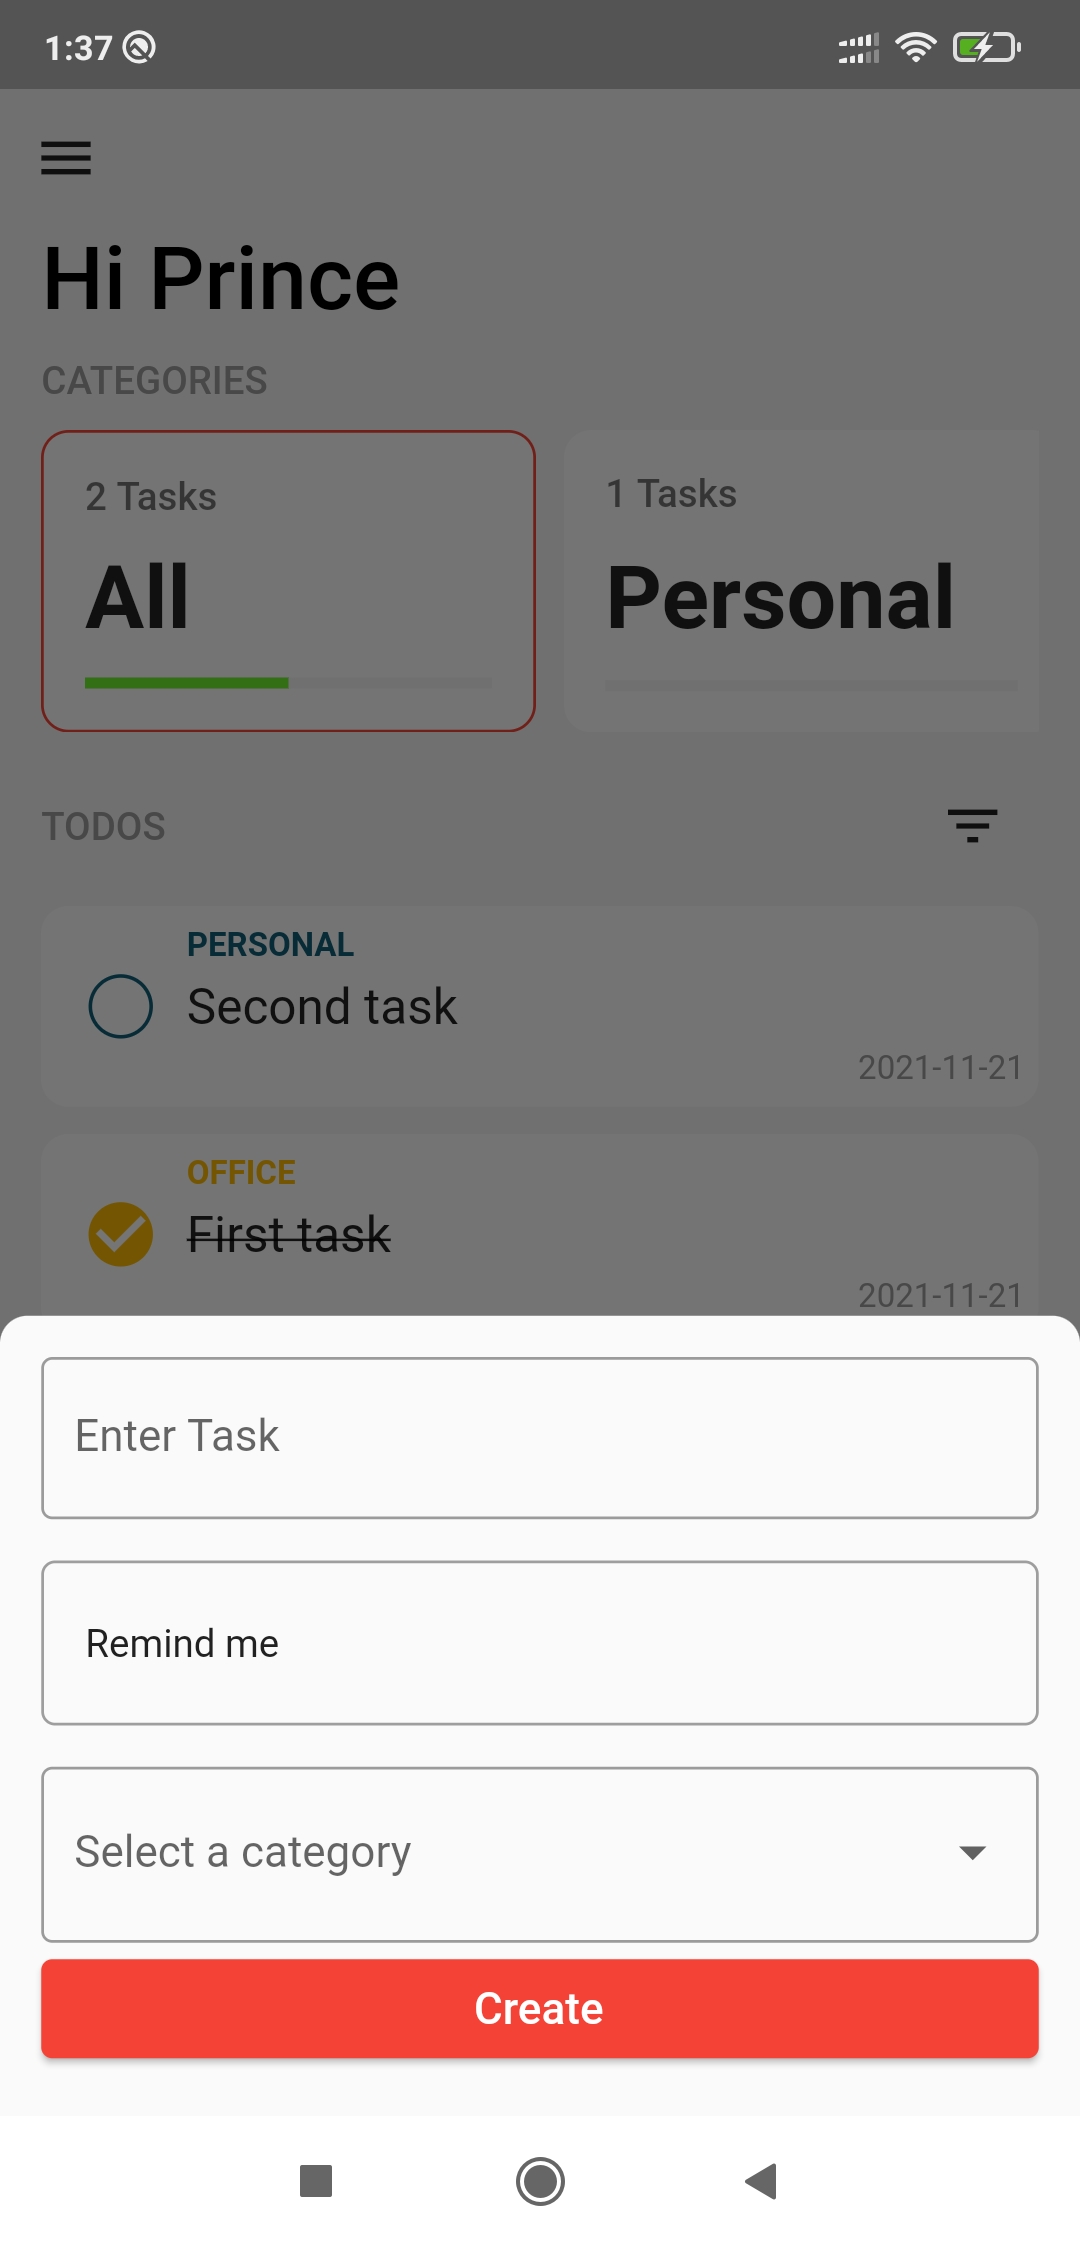 1:37
Hi Prince
CATEGORIES
2 Tasks
All
1 Tasks
Personal
TODOS
PERSONAL
Second task
2021-11-21
OFFICE
First task
2021-11-21
Enter Task
Remind me
Select a category
Create